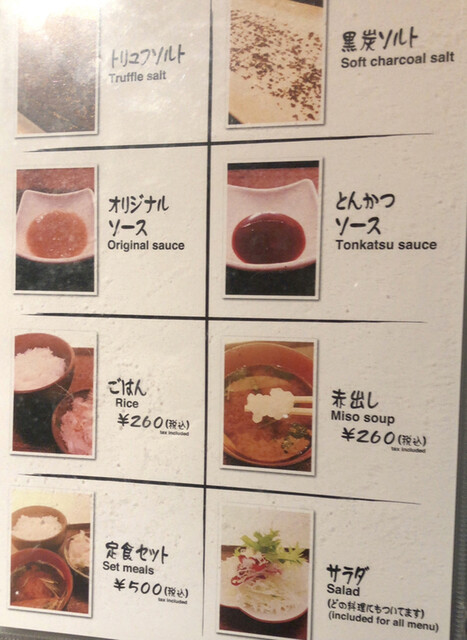 トリュフソルト
Truffle salt
黒炭ソルト
Soft charcoal salt
オリジナル
ソース
Original sauce
とんかつ
ソース
Tonkatsu sauce
ごはん
Rice
¥260(税込)
tax included
赤出し
Miso soup
¥260(税込)
tax included
定食セット
Set meals
¥500(税込)
tax included
サラダ
Salad
(どの料理にもついてます)
(included for all menu)